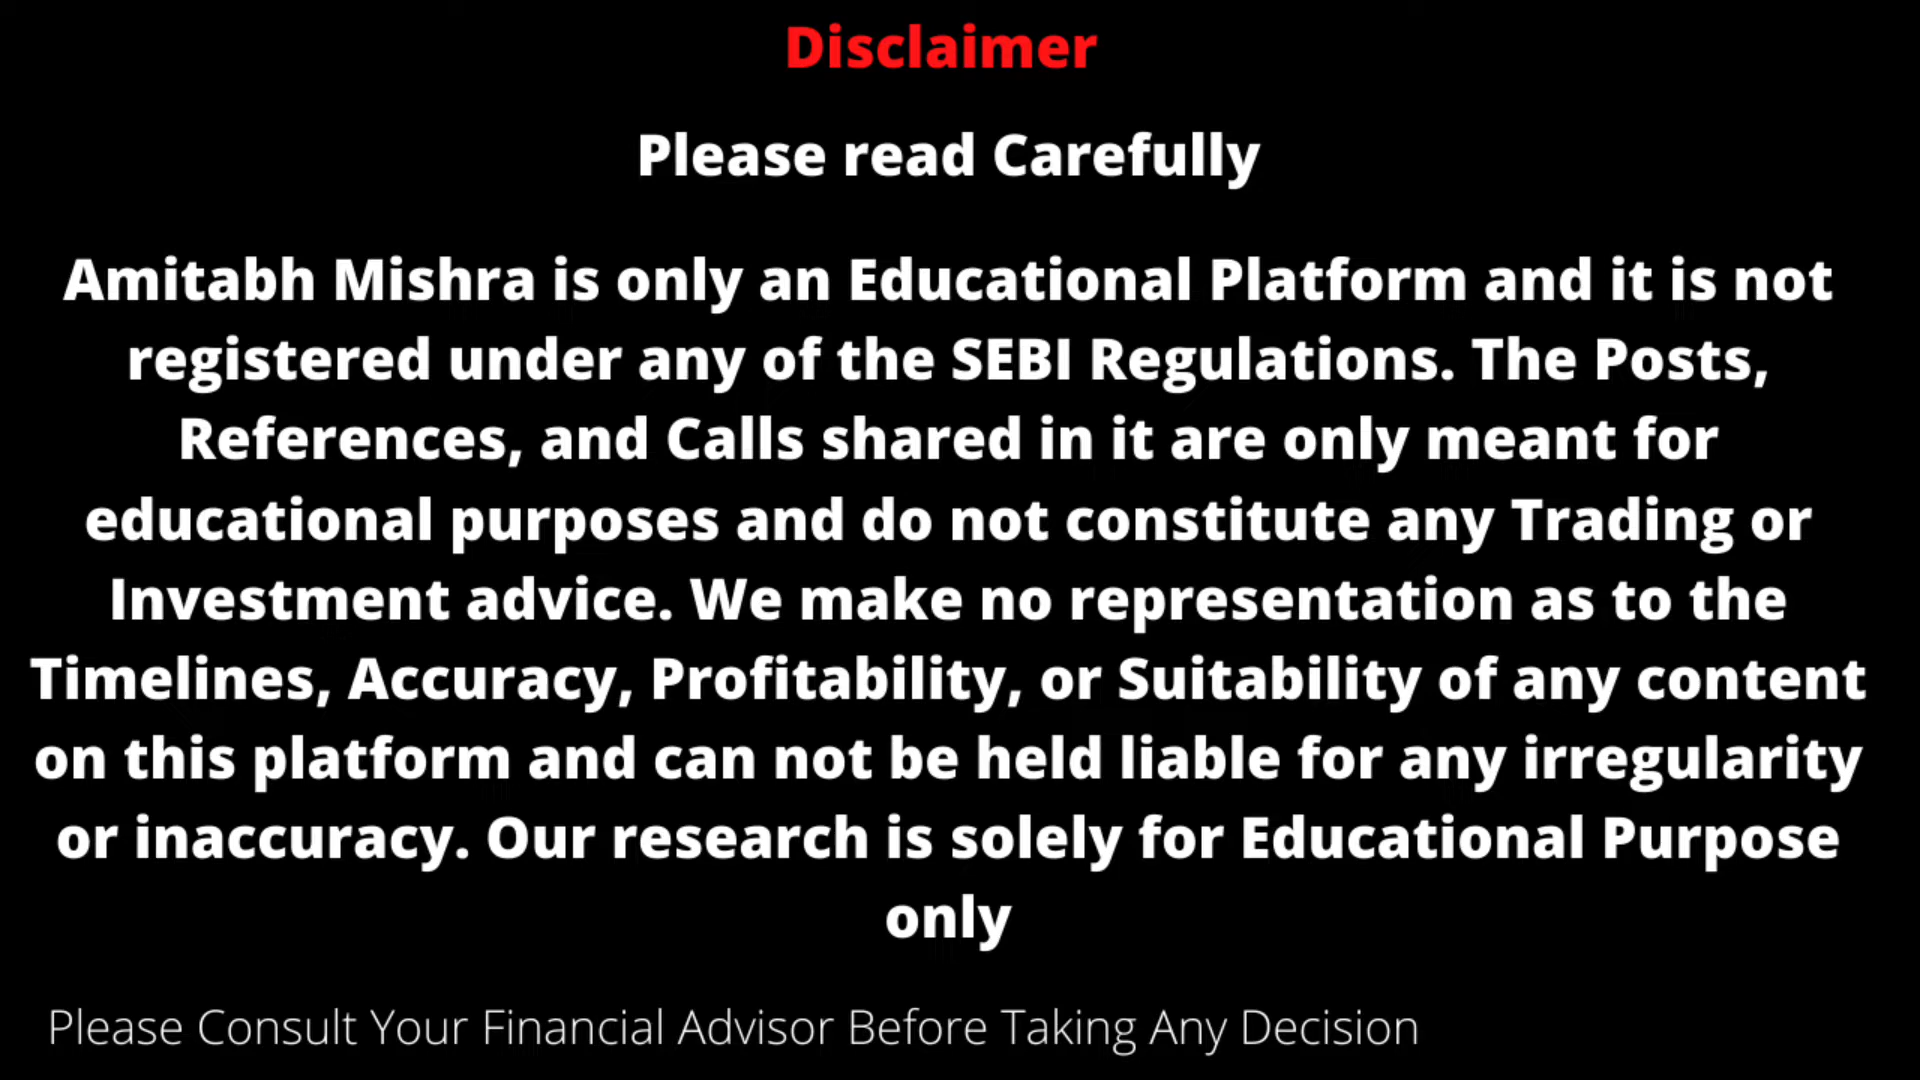 Disclaimer
Please read Carefully
Amitabh Mishra is only an Educational Platform and it is not
registered under any of the SEBI Regulations. The Posts,
References, and Calls shared in it are only meant for
educational purposes and do not constitute any Trading or
Investment advice. We make no representation as to the
Timelines, Accuracy, Profitability, or Suitability of any content
on this platform and can not be held liable for any irregularity
or inaccuracy. Our research is solely for Educational Purpose
only
Please Consult Your Financial Advisor Before Taking Any Decision